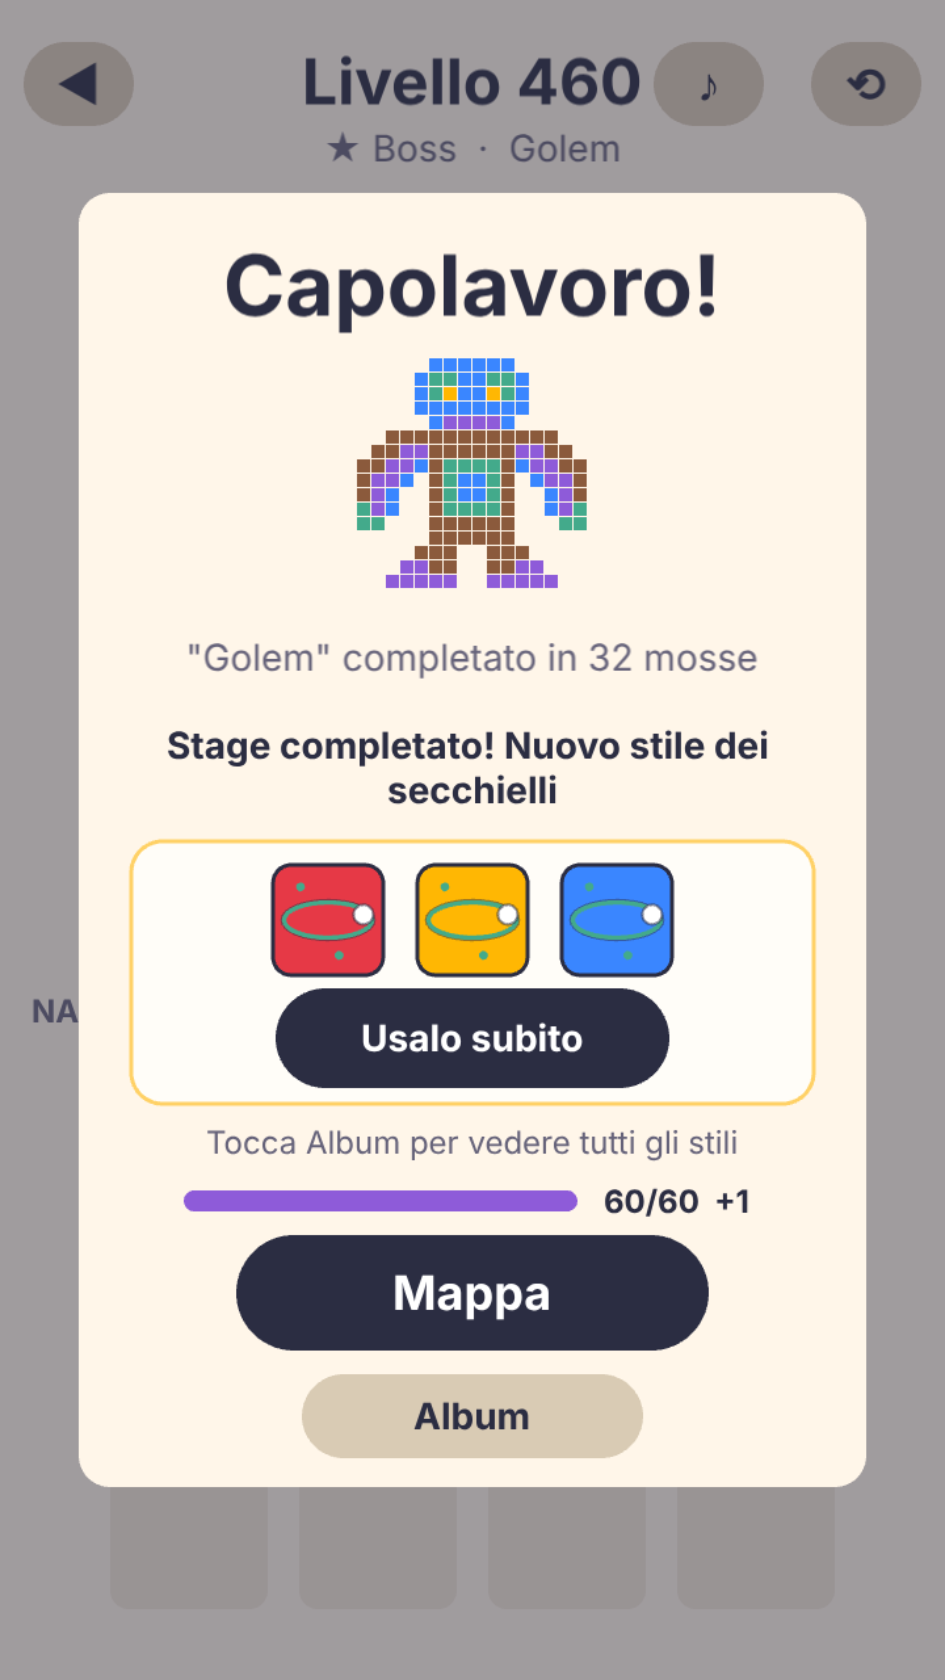 Livello 460
★ Boss · Golem
Capolavoro!
"Golem" completato in 32 mosse
Stage completato! Nuovo stile dei
secchielli
NA
Usalo subito
Tocca Album per vedere tutti gli stili
60/60 +1
Mappa
Album